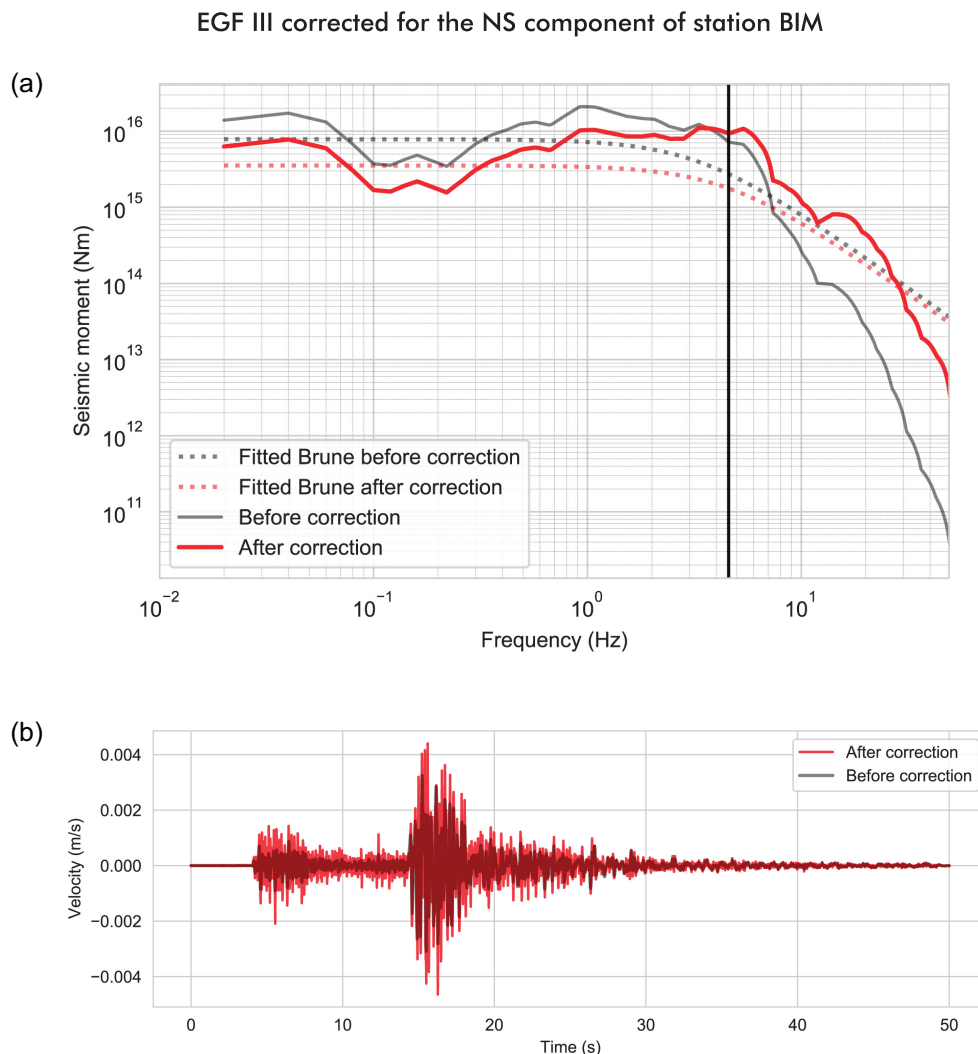 EGF III corrected for the NS component of station BIM
(a)
10^16
10^15
10^14
10^13
10^12
10^11
Seismic moment (Nm)
Fitted Brune before correction
Fitted Brune after correction
Before correction
After correction
10^−2
10^−1
10^0
10^1
Frequency (Hz)
(b)
0.004
0.002
0.000
−0.002
−0.004
Velocity (m/s)
After correction
Before correction
0
10
20
30
40
50
Time (s)